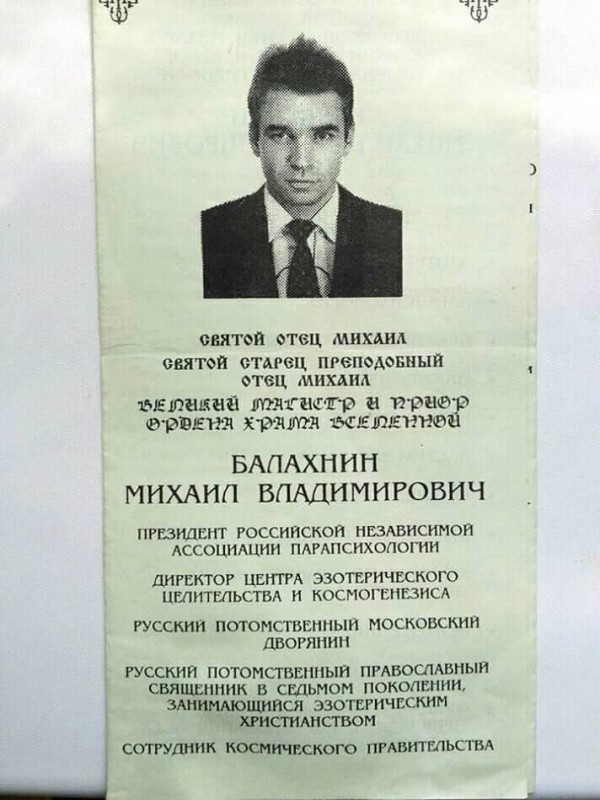 СВЯТОЙ ОТЕЦ МИХАИЛ
СВЯТОЙ СТАРЕЦ ПРЕПОДОБНЫЙ
ОТЕЦ МИХАИЛ
ВЕЛИКИЙ МАГИСТР И ПРИОР
ОРДЕНА ХРАМА ВСЕЛЕННОЙ
БАЛАХНИН
МИХАИЛ ВЛАДИМИРОВИЧ
ПРЕЗИДЕНТ РОССИЙСКОЙ НЕЗАВИСИМОЙ
АССОЦИАЦИИ ПАРАПСИХОЛОГИИ
ДИРЕКТОР ЦЕНТРА ЭЗОТЕРИЧЕСКОГО
ЦЕЛИТЕЛЬСТВА И КОСМОГЕНЕЗИСА
РУССКИЙ ПОТОМСТВЕННЫЙ МОСКОВСКИЙ
ДВОРЯНИН
РУССКИЙ ПОТОМСТВЕННЫЙ ПРАВОСЛАВНЫЙ
СВЯЩЕННИК В СЕДЬМОМ ПОКОЛЕНИИ,
ЗАНИМАЮЩИЙСЯ ЭЗОТЕРИЧЕСКИМ
ХРИСТИАНСТВОМ
СОТРУДНИК КОСМИЧЕСКОГО ПРАВИТЕЛЬСТВА